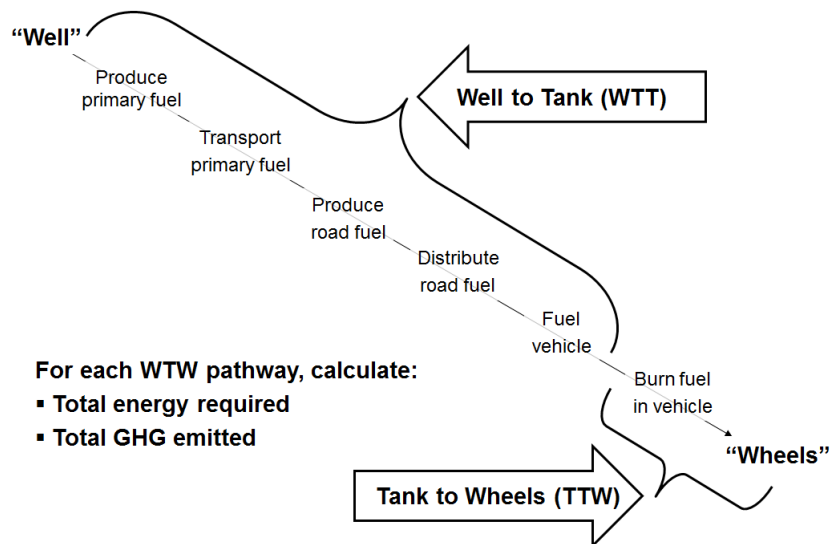 “Well”
Produce
primary fuel
Well to Tank (WTT)
Transport
primary fuel
Produce
road fuel
Distribute
road fuel
Fuel
vehicle
For each WTW pathway, calculate:
▪ Total energy required
▪ Total GHG emitted
Burn fuel
in vehicle
“Wheels”
Tank to Wheels (TTW)